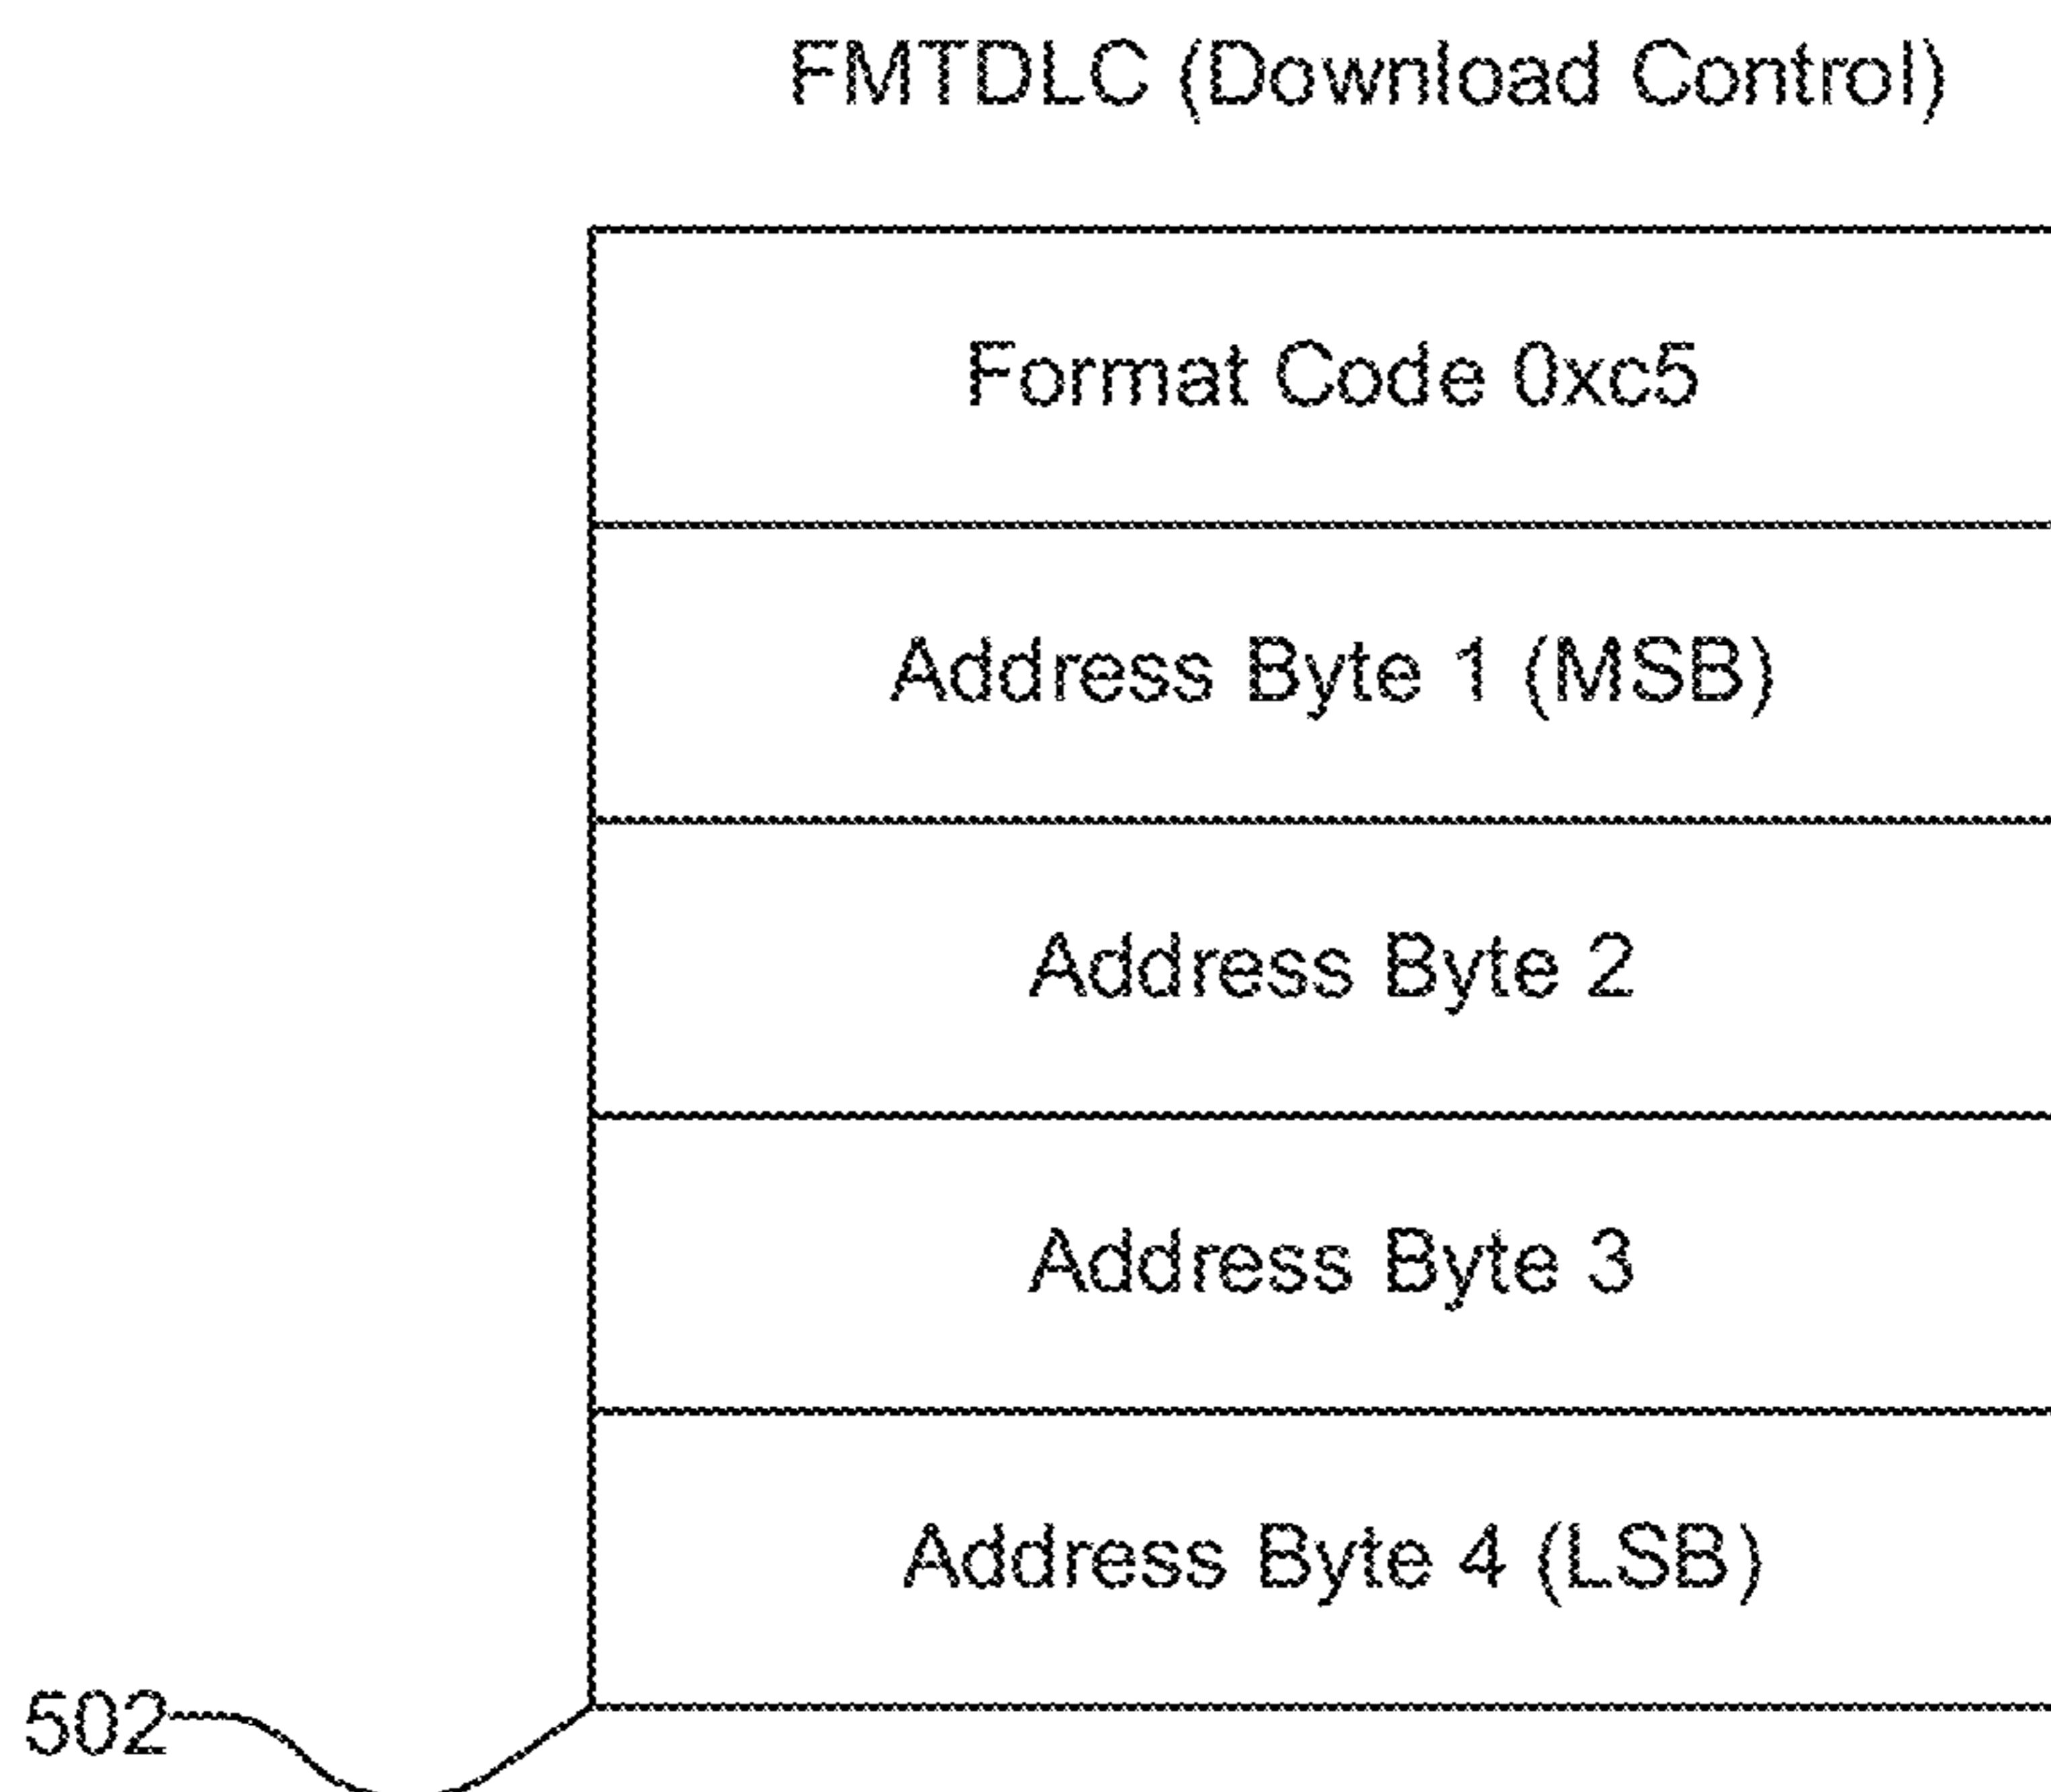 FMTDLC (Download Control)
Format Code 0xc5
Address Byte 1 (MSB)
Address Byte 2
Address Byte 3
Address Byte 4 (LSB)
502